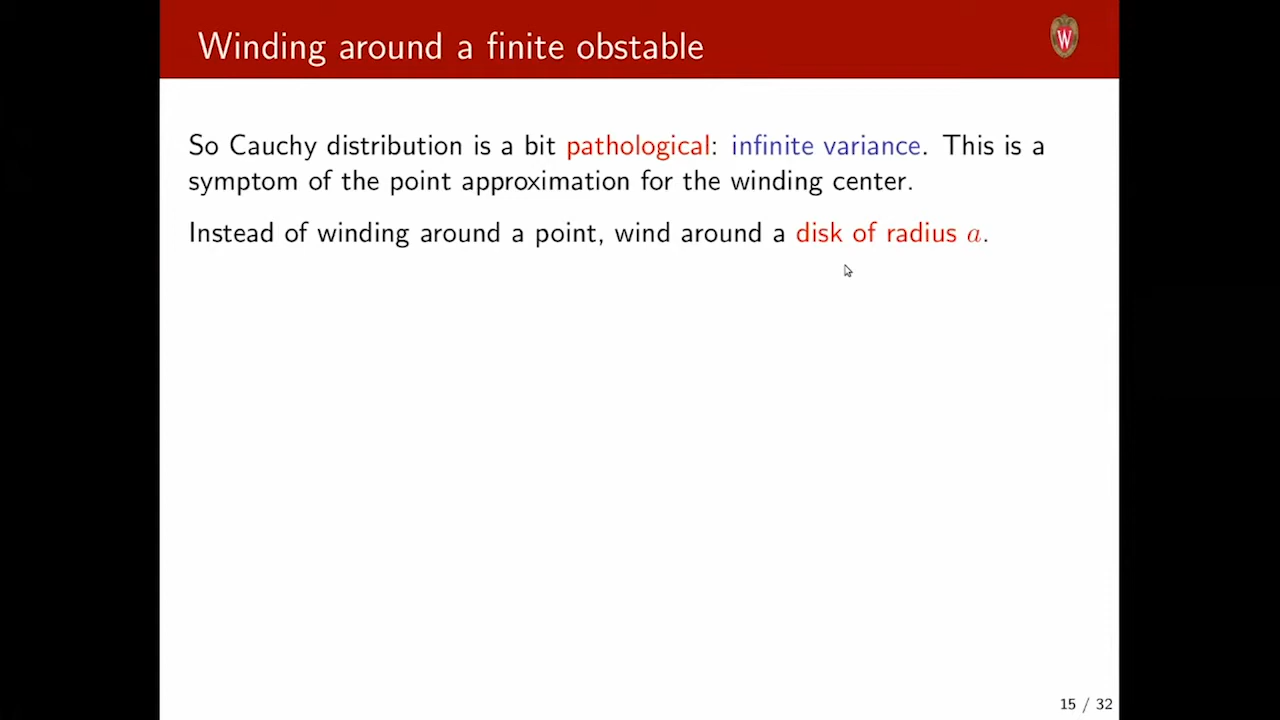 Winding around a finite obstable
W
So Cauchy distribution is a bit pathological: infinite variance. This is a
symptom of the point approximation for the winding center.
Instead of winding around a point, wind around a disk of radius a.
15 / 32